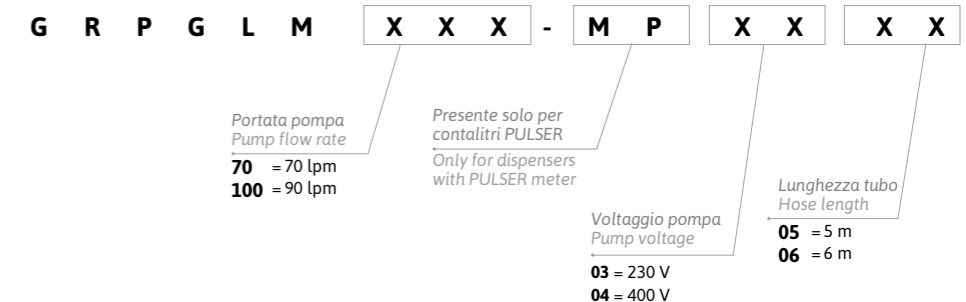 G R P G L M X X X - M P X X X X
Portata pompa
Pump flow rate
70 = 70 lpm
100 = 90 lpm
Presente solo per
contalitri PULSER
Only for dispensers
with PULSER meter
Voltaggio pompa
Pump voltage
03 = 230 V
04 = 400 V
Lunghezza tubo
Hose length
05 = 5 m
06 = 6 m